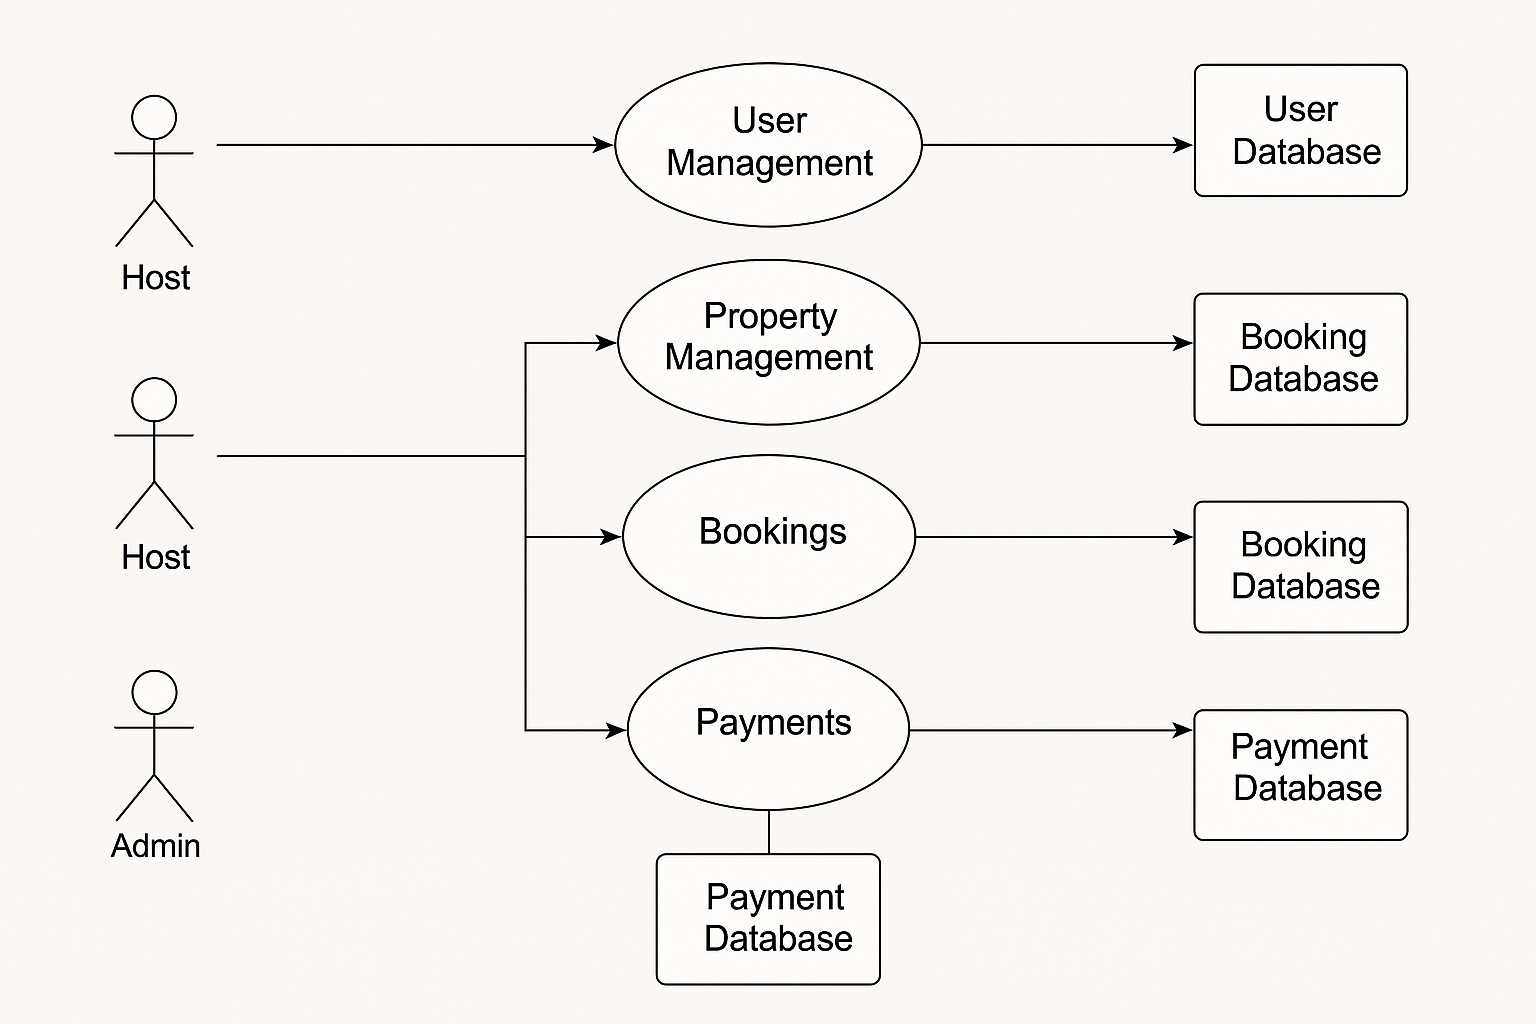 User
Management
User
Database
Host
Property
Management
Booking
Database
Host
Bookings
Booking
Database
Payments
Payment
Database
Admin
Payment
Database